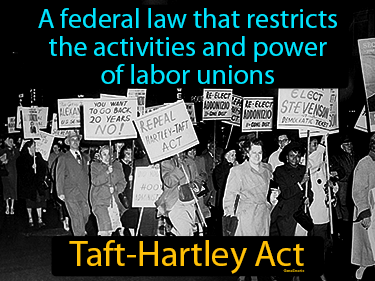 A federal law that restricts
the activities and power
of labor unions
YOU WANT
TO GO BACK
20 YEARS
NO!
REPEAL
HARTLEY-TAFT
ACT
RE-ELECT
ADDONIZIO
RE-ELECT
ADDONIZIO
ELECT
STEVENSON
DEMOCRATIC TICKET
Taft-Hartley Act